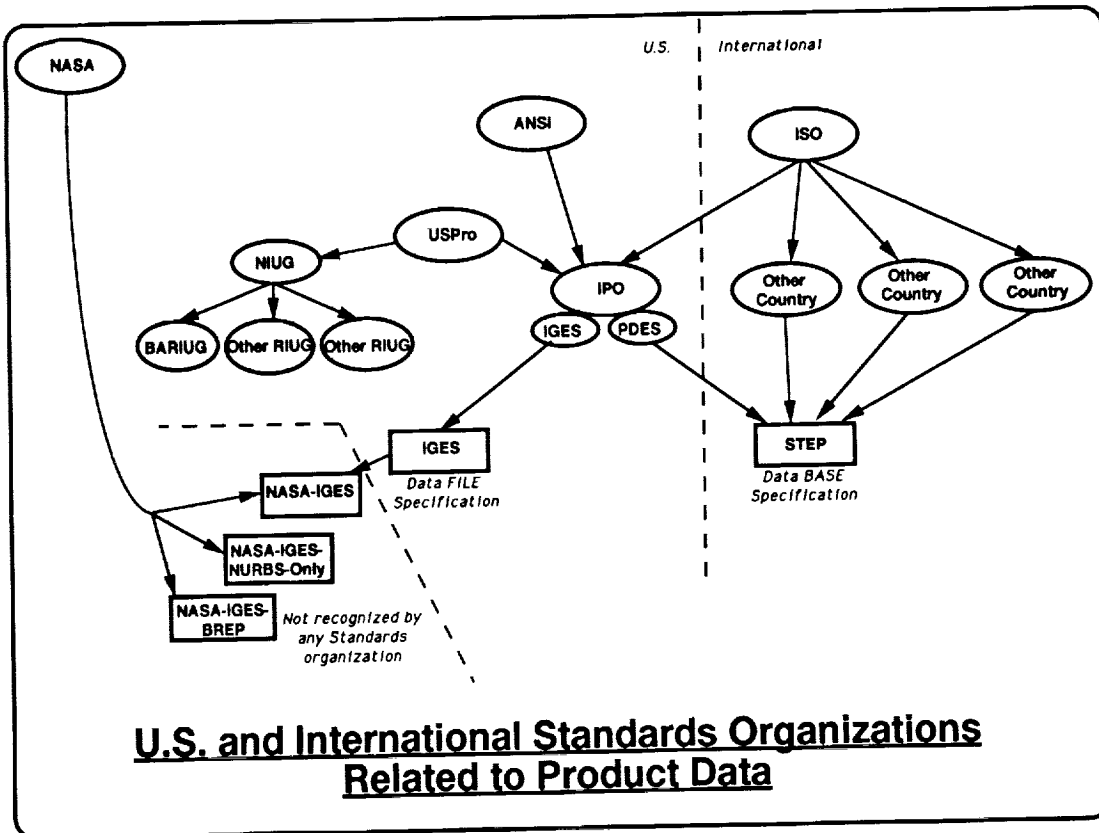 U.S.
International
NASA
ANSI
ISO
USPro
NIUG
IPO
Other
Country
Other
Country
Other
Country
IGES
PDES
BARIUG
Other RIUG
Other RIUG
IGES
Data FILE
Specification
STEP
Data BASE
Specification
NASA-IGES
NASA-IGES-
NURBS-Only
NASA-IGES-
BREP
Not recognized by
any Standards
organization
U.S. and International Standards Organizations
Related to Product Data